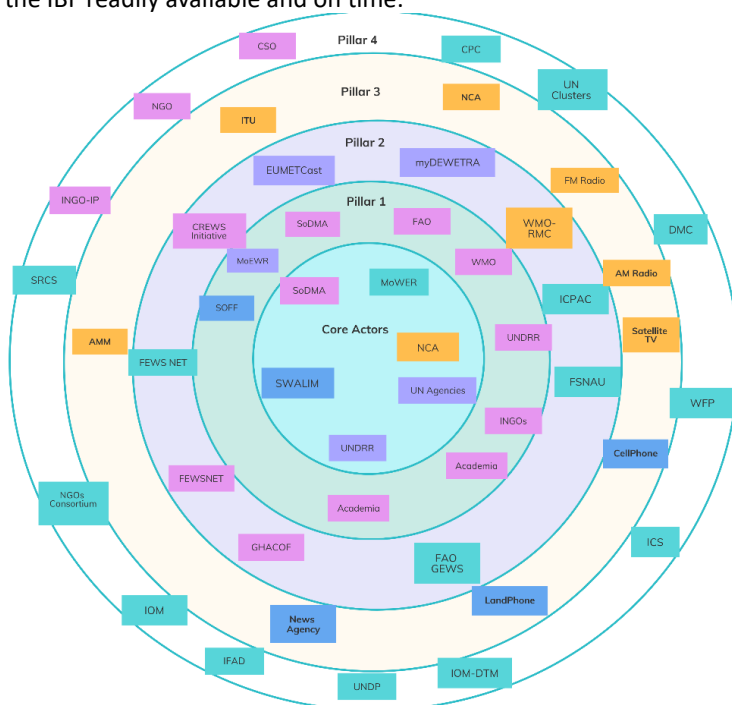 the IBF readily available and on time.
CSO
Pillar 4
CPC
UN
Clusters
NGO
Pillar 3
NCA
ITU
Pillar 2
myDEWETRA
EUMETCast
FM Radio
INGO-IP
Pillar 1
CREWS
Initiative
SoDMA
FAO
WMO-
RMC
DMC
MoEWR
WMO
SRCS
SoDMA
MoWER
AM Radio
SOFF
ICPAC
Core Actors
AMM
NCA
UNDRR
Satellite
TV
FEWS NET
SWALIM
UN Agencies
FSNAU
WFP
INGOs
UNDRR
CellPhone
Academia
FEWSNET
NGOs
Consortium
Academia
ICS
GHACOF
FAO
GEWS
LandPhone
IOM
News
Agency
IFAD
IOM-DTM
UNDP